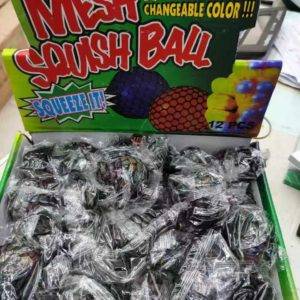 CHANGEABLE COLOR !!!
MESH
SQUISH BALL
SQUEEZE IT!
12 PCS